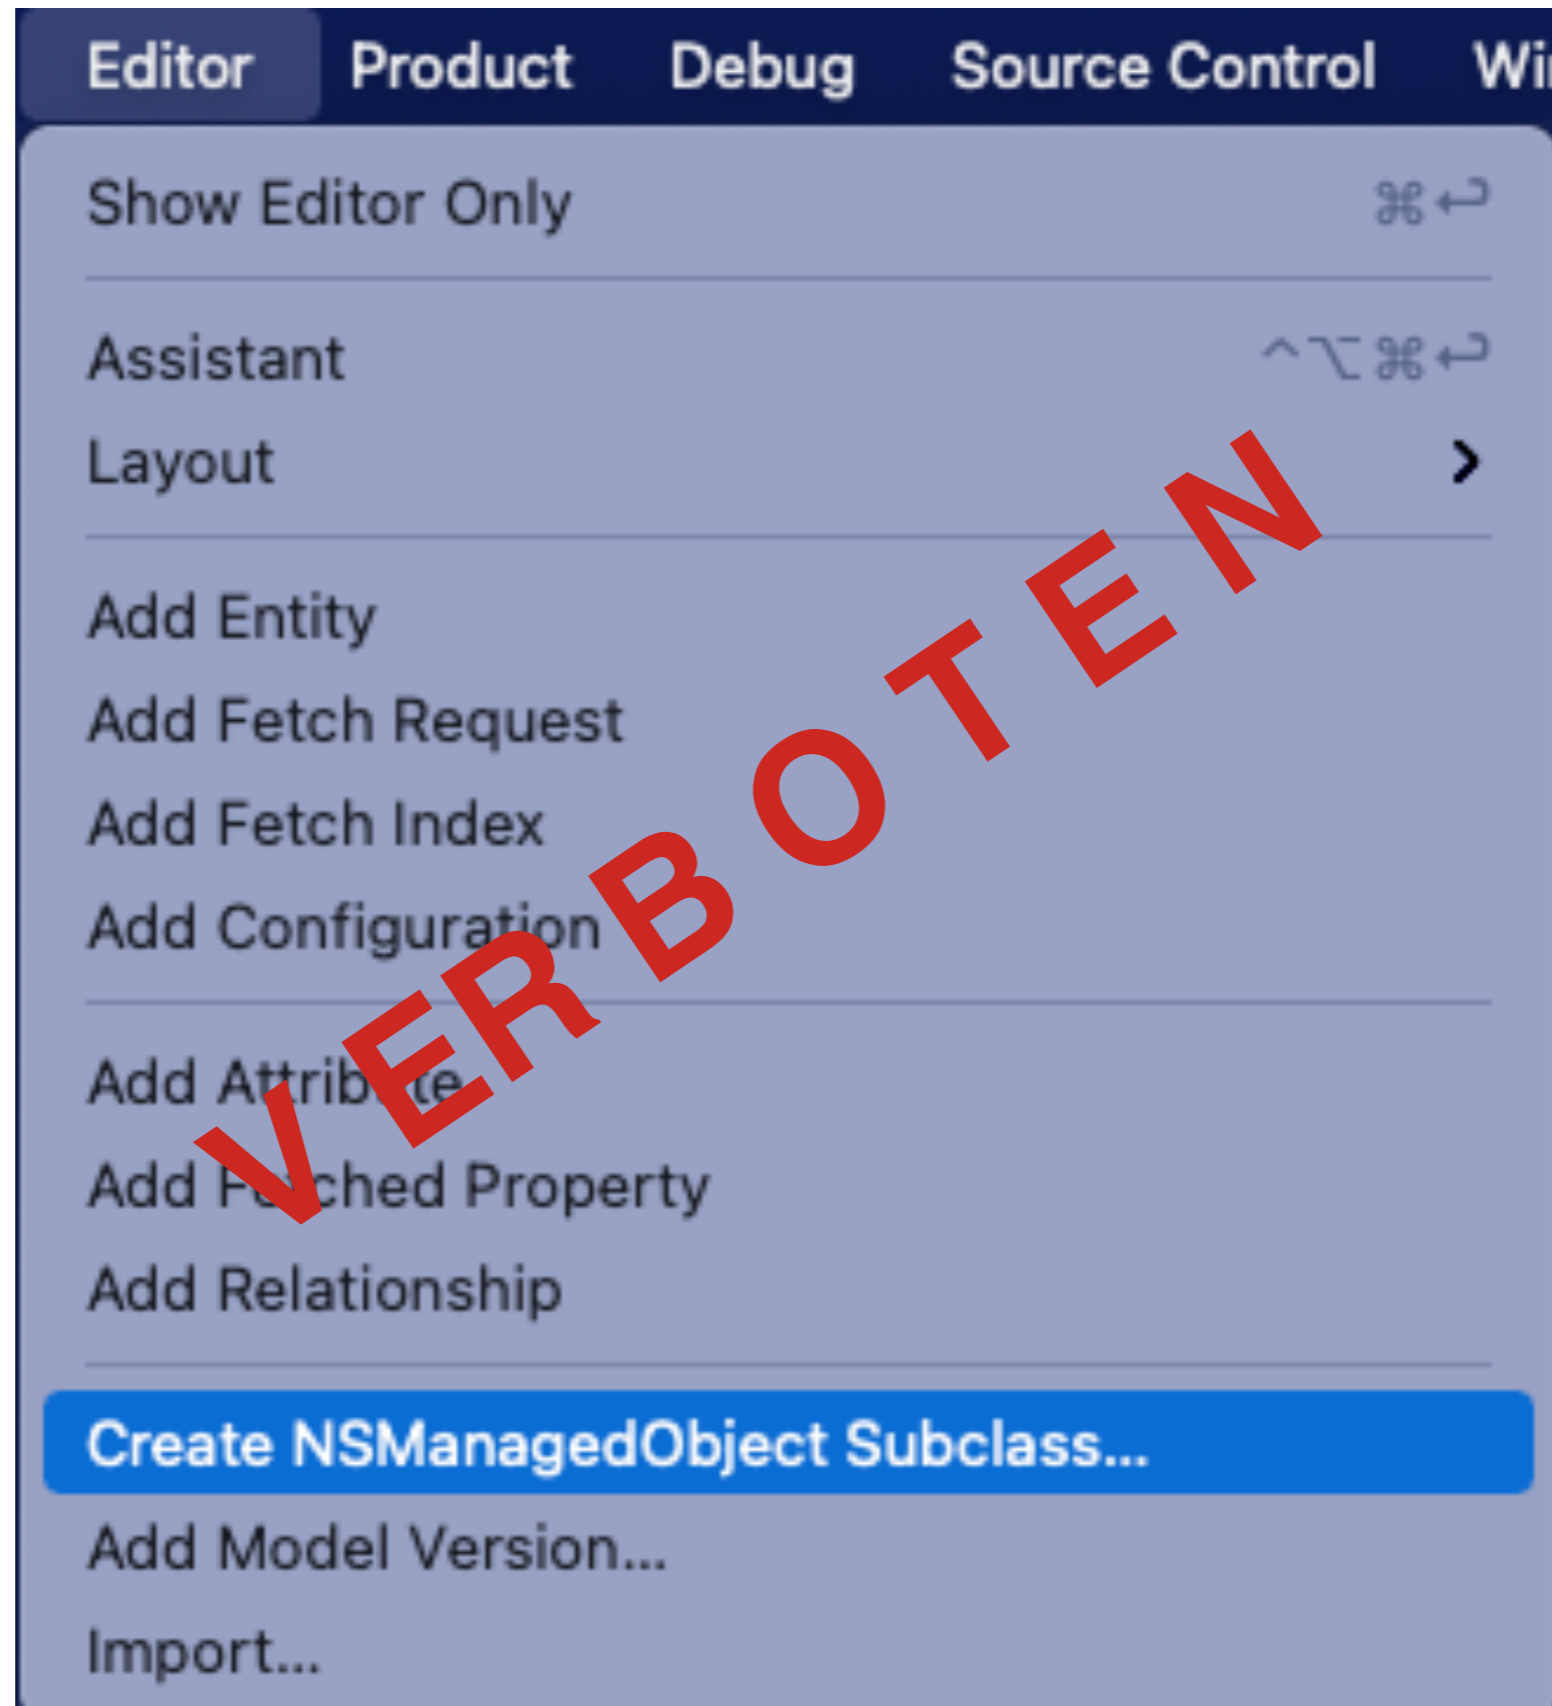 Editor Product Debug Source Control Wi
Show Editor Only ⌘↩
Assistant ^⌥⌘↩
Layout >
Add Entity
Add Fetch Request
Add Fetch Index
Add Configuration
Add Attribute
Add Fetched Property
Add Relationship
Create NSManagedObject Subclass...
Add Model Version...
Import...
VERBOTEN